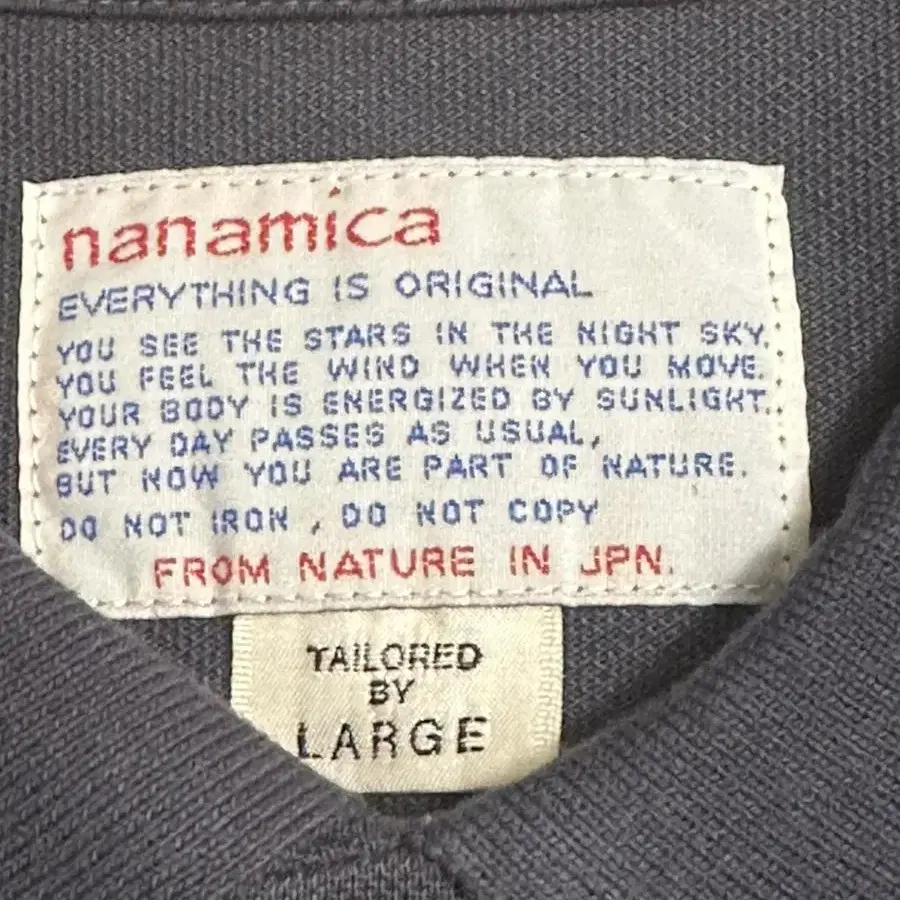 nanamica
EVERYTHING IS ORIGINAL
YOU SEE THE STARS IN THE NIGHT SKY.
YOU FEEL THE WIND WHEN YOU MOVE.
YOUR BODY IS ENERGIZED BY SUNLIGHT.
EVERY DAY PASSES AS USUAL,
BUT NOW YOU ARE PART OF NATURE.
DO NOT IRON , DO NOT COPY
FROM NATURE IN JPN.
TAILORED
BY
LARGE